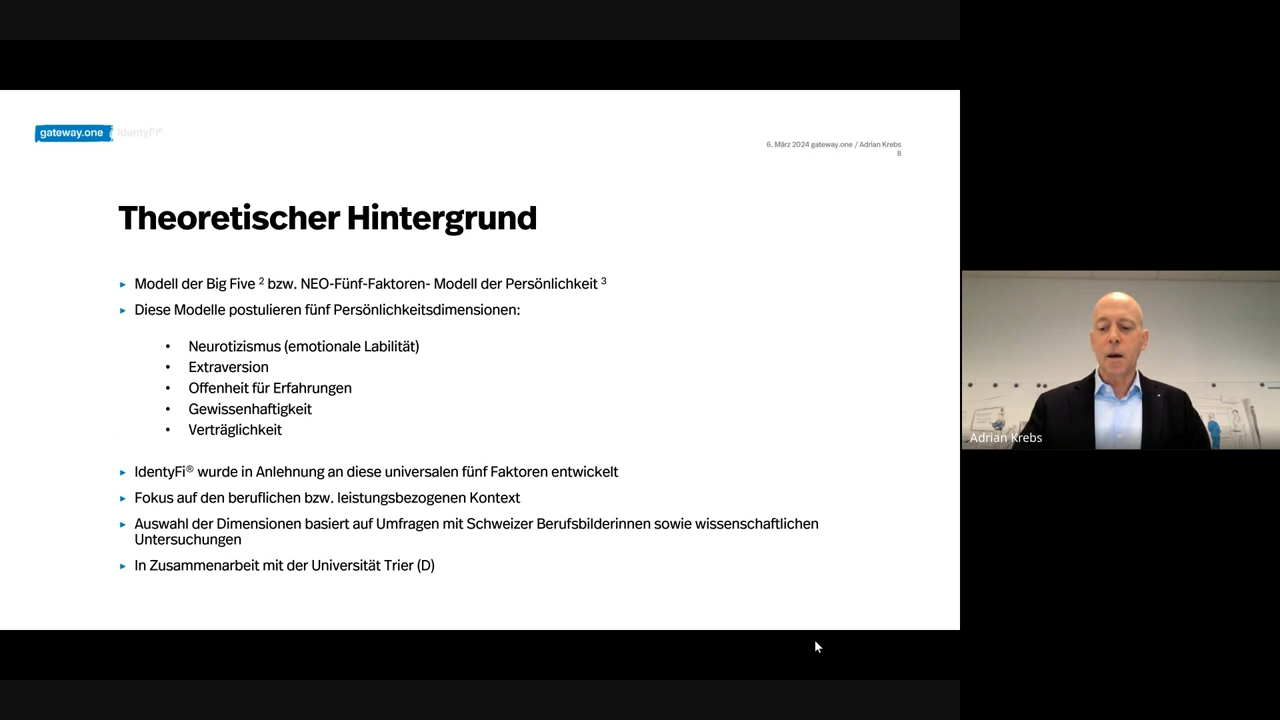 gateway.one IdentyFi®
6. März 2024 gateway.one / Adrian Krebs
8
Theoretischer Hintergrund
▸ Modell der Big Five ² bzw. NEO-Fünf-Faktoren- Modell der Persönlichkeit ³
▸ Diese Modelle postulieren fünf Persönlichkeitsdimensionen:
• Neurotizismus (emotionale Labilität)
• Extraversion
• Offenheit für Erfahrungen
• Gewissenhaftigkeit
• Verträglichkeit
▸ IdentyFi® wurde in Anlehnung an diese universalen fünf Faktoren entwickelt
▸ Fokus auf den beruflichen bzw. leistungsbezogenen Kontext
▸ Auswahl der Dimensionen basiert auf Umfragen mit Schweizer Berufsbilderinnen sowie wissenschaftlichen
Untersuchungen
▸ In Zusammenarbeit mit der Universität Trier (D)
Adrian Krebs